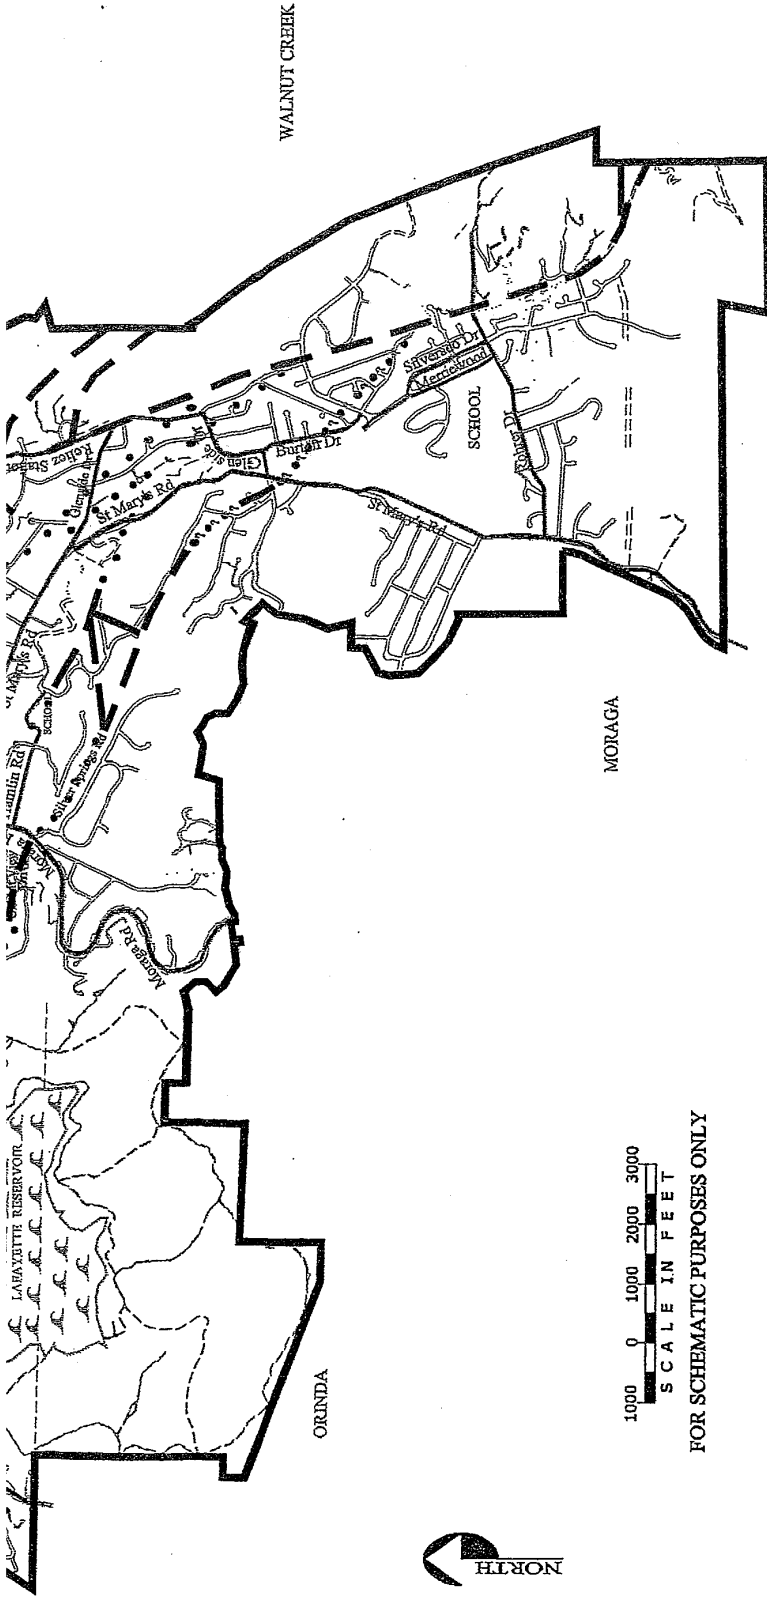 WALNUT CREEK
Reliez Station
Glenside Dr
St Mary's Rd
Glenside
Dr
Burton Dr
Silverado Dr
Merriewood
SCHOOL
Rohrer Dr
St Mary's Rd
St Mary's Rd
SCHOOL
Hamlin Rd
Silver Springs Rd
Moraga Rd
MORAGA
LAFAYETTE RESERVOIR
ORINDA
1000 0 1000 2000 3000
SCALE IN FEET
FOR SCHEMATIC PURPOSES ONLY
NORTH